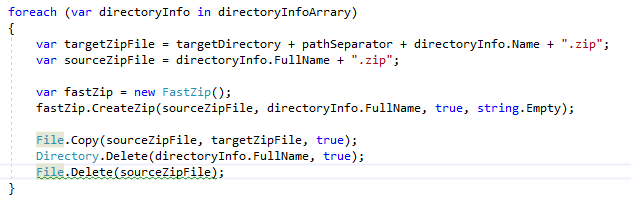 foreach (var directoryInfo in directoryInfoArrary)
{
var targetZipFile = targetDirectory + pathSeparator + directoryInfo.Name + ".zip";
var sourceZipFile = directoryInfo.FullName + ".zip";
var fastZip = new FastZip();
fastZip.CreateZip(sourceZipFile, directoryInfo.FullName, true, string.Empty);
File.Copy(sourceZipFile, targetZipFile, true);
Directory.Delete(directoryInfo.FullName, true);
File.Delete(sourceZipFile);
}